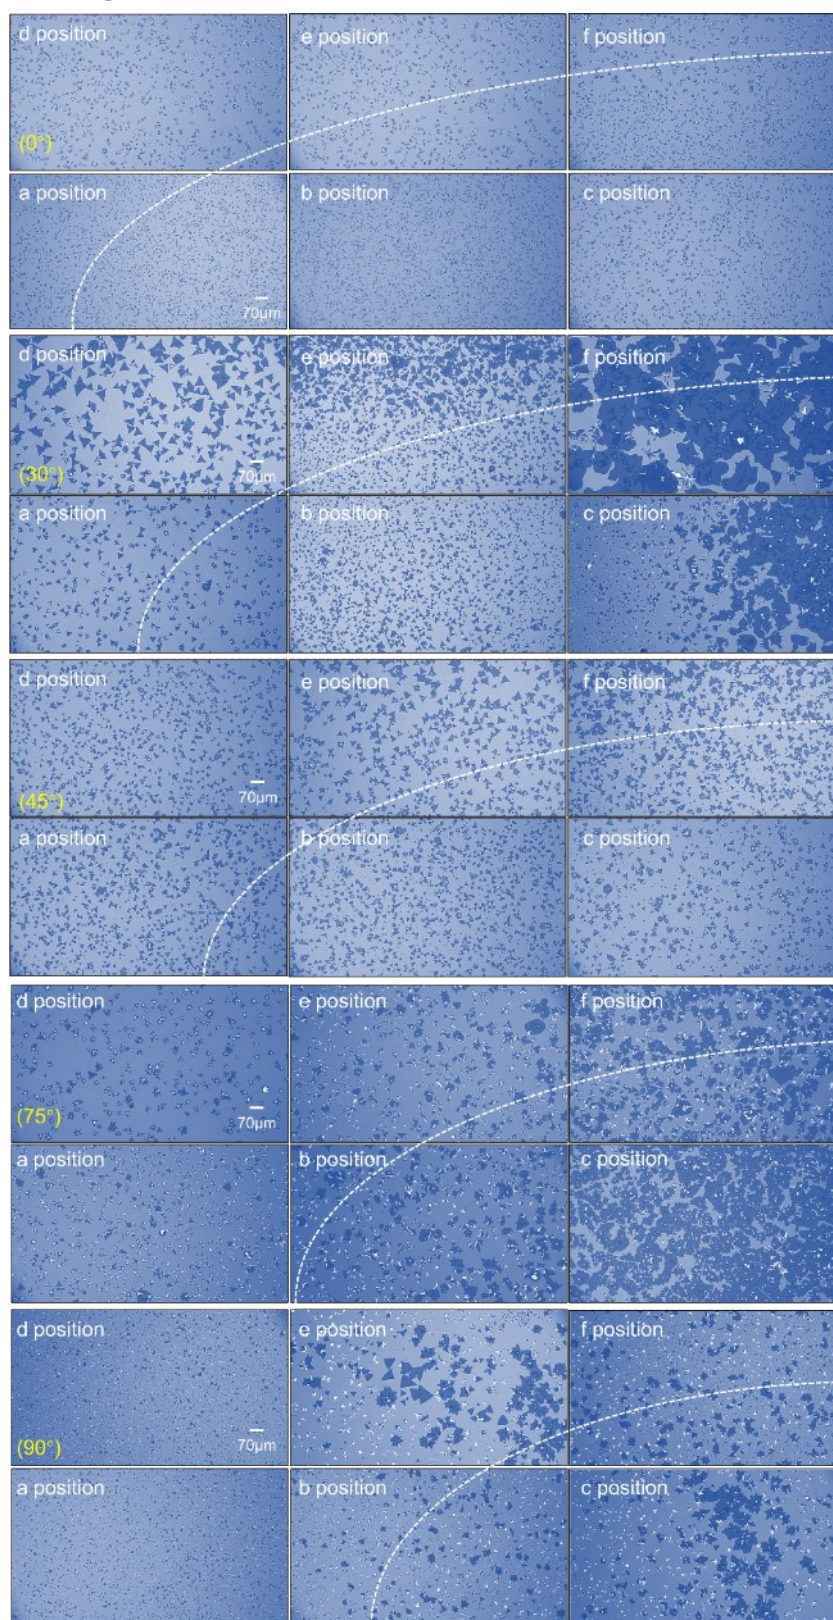 d position
e position
f position
(0°)
a position
b position
c position
70μm
d position
e position
f position
(30°)
70μm
a position
b position
c position
d position
e position
f position
(45°)
70μm
a position
b position
c position
d position
e position
f position
(75°)
70μm
a position
b position
c position
d position
e position
f position
(90°)
70μm
a position
b position
c position